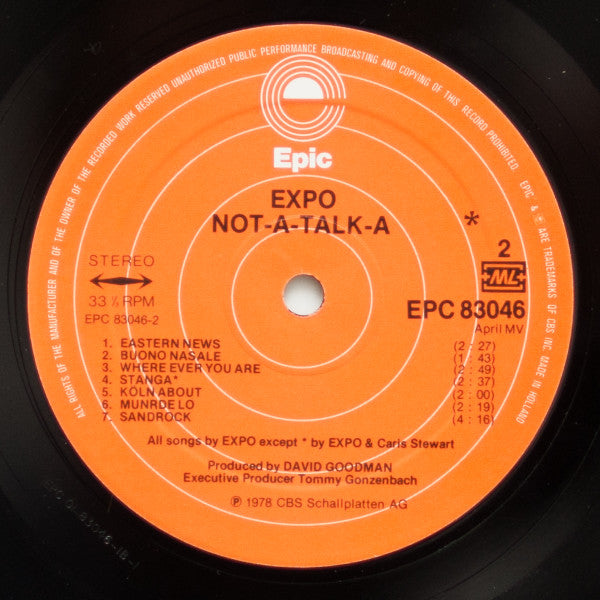 ALL RIGHTS OF THE MANUFACTURER AND OF THE OWNER OF THE RECORDED WORK RESERVED UNAUTHORIZED PUBLIC PERFORMANCE BROADCASTING AND COPYING OF THIS RECORD PROHIBITED. EPIC & ARE TRADEMARKS OF CBS INC. MADE IN HOLLAND
Epic
EXPO
NOT-A-TALK-A
*
STEREO
33 ⅓ RPM
EPC 83046-2
2
ML
EPC 83046
April MV
1. EASTERN NEWS (2 : 27)
2. BUONO NASALE (1 : 43)
3. WHERE EVER YOU ARE (2 : 49)
4. STANGA* (2 : 37)
5. KÖLN ABOUT (2 : 00)
6. MUNRDE LO (2 : 19)
7. SANDROCK (4 : 16)
All songs by EXPO except * by EXPO & Caris Stewart
Produced by DAVID GOODMAN
Executive Producer Tommy Gonzenbach
℗ 1978 CBS Schallplatten AG